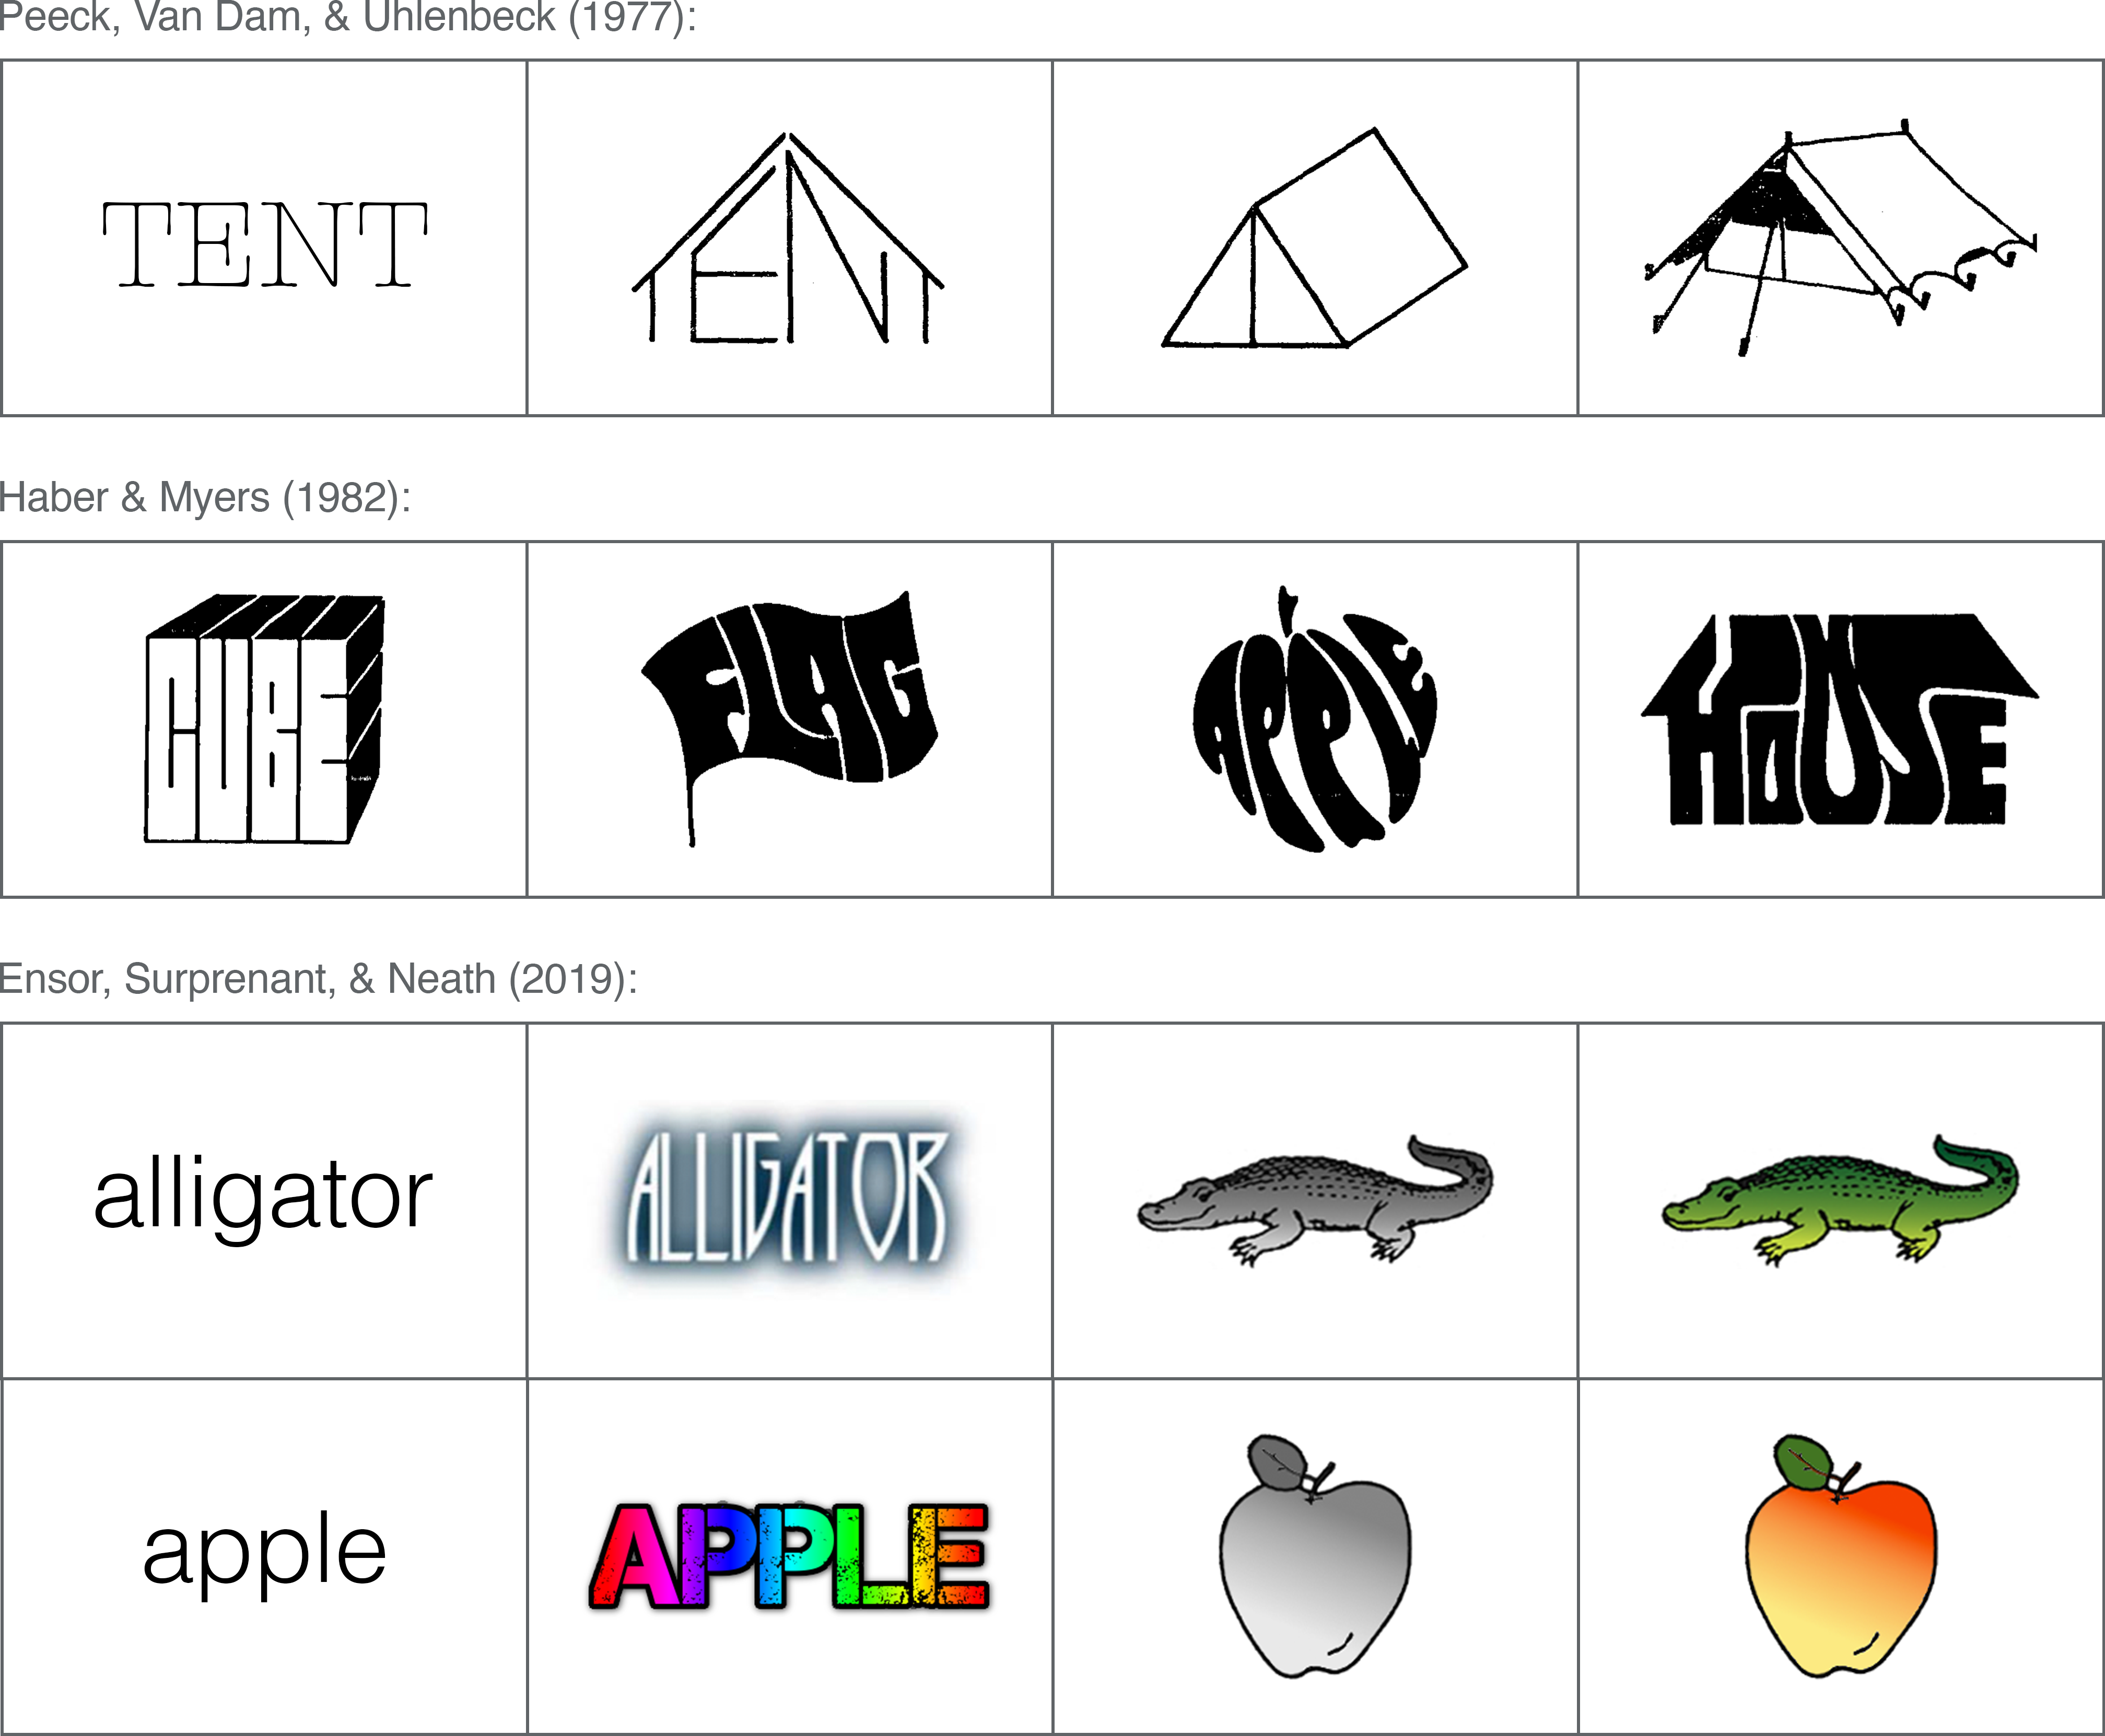 Peeck, Van Dam, & Uhlenbeck (1977):
TENT
TENT
Haber & Myers (1982):
CUBE
FLAG
APPLE
HOUSE
Ensor, Surprenant, & Neath (2019):
alligator
ALLIGATOR
apple
APPLE